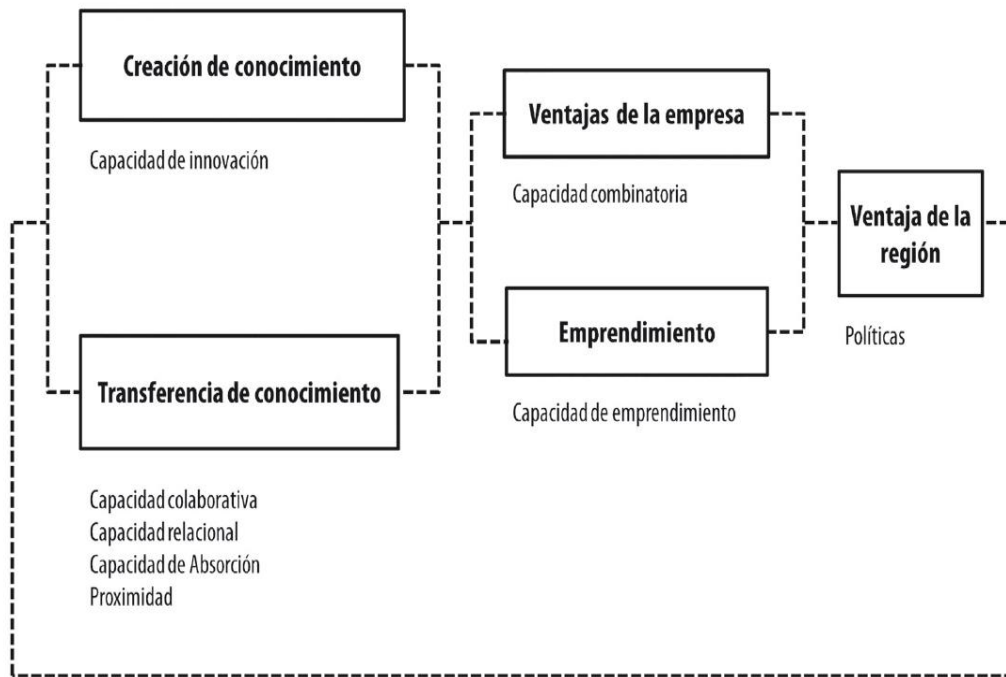 Creación de conocimiento
Capacidad de innovación
Transferencia de conocimiento
Capacidad colaborativa
Capacidad relacional
Capacidad de Absorción
Proximidad
Ventajas de la empresa
Capacidad combinatoria
Emprendimiento
Capacidad de emprendimiento
Ventaja de la
región
Políticas